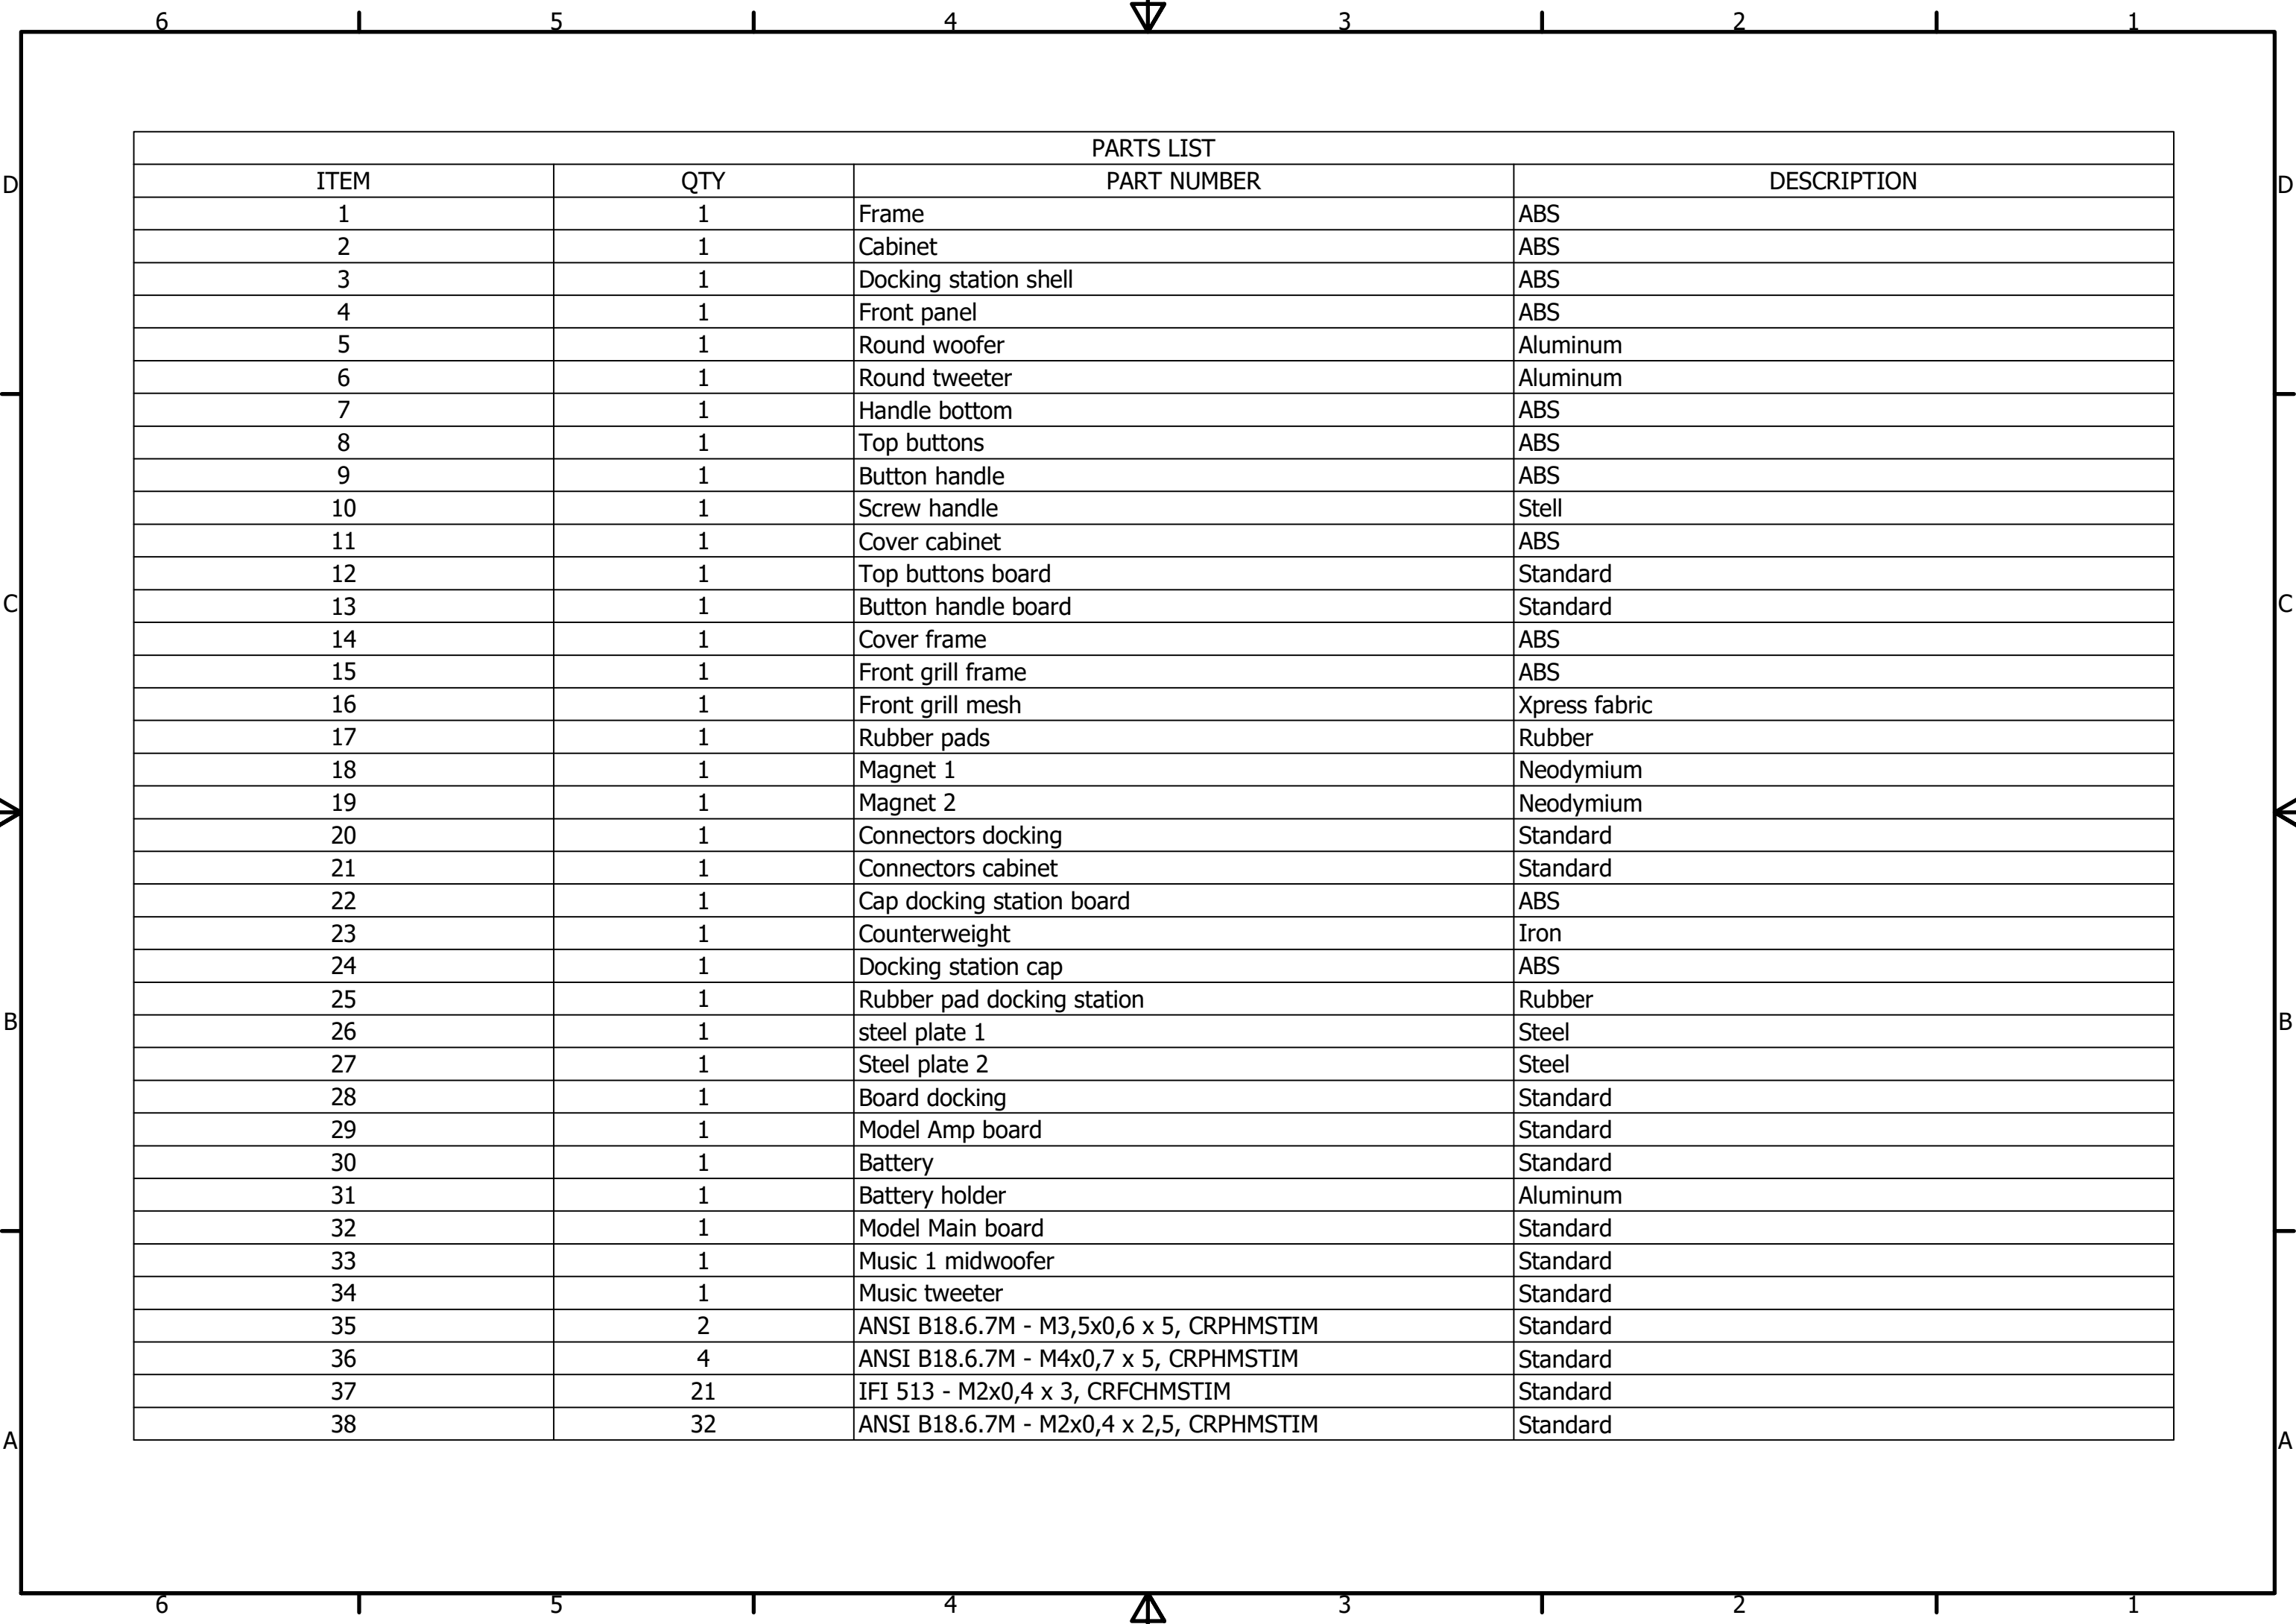 6 5 4 3 2 1
PARTS LIST
ITEM QTY PART NUMBER DESCRIPTION
1 1 Frame ABS
2 1 Cabinet ABS
3 1 Docking station shell ABS
4 1 Front panel ABS
5 1 Round woofer Aluminum
6 1 Round tweeter Aluminum
7 1 Handle bottom ABS
8 1 Top buttons ABS
9 1 Button handle ABS
10 1 Screw handle Stell
11 1 Cover cabinet ABS
12 1 Top buttons board Standard
13 1 Button handle board Standard
14 1 Cover frame ABS
15 1 Front grill frame ABS
16 1 Front grill mesh Xpress fabric
17 1 Rubber pads Rubber
18 1 Magnet 1 Neodymium
19 1 Magnet 2 Neodymium
20 1 Connectors docking Standard
21 1 Connectors cabinet Standard
22 1 Cap docking station board ABS
23 1 Counterweight Iron
24 1 Docking station cap ABS
25 1 Rubber pad docking station Rubber
26 1 steel plate 1 Steel
27 1 Steel plate 2 Steel
28 1 Board docking Standard
29 1 Model Amp board Standard
30 1 Battery Standard
31 1 Battery holder Aluminum
32 1 Model Main board Standard
33 1 Music 1 midwoofer Standard
34 1 Music tweeter Standard
35 2 ANSI B18.6.7M - M3,5x0,6 x 5, CRPHMSTIM Standard
36 4 ANSI B18.6.7M - M4x0,7 x 5, CRPHMSTIM Standard
37 21 IFI 513 - M2x0,4 x 3, CRFCHMSTIM Standard
38 32 ANSI B18.6.7M - M2x0,4 x 2,5, CRPHMSTIM Standard
D D
C C
B B
A A
6 5 4 3 2 1